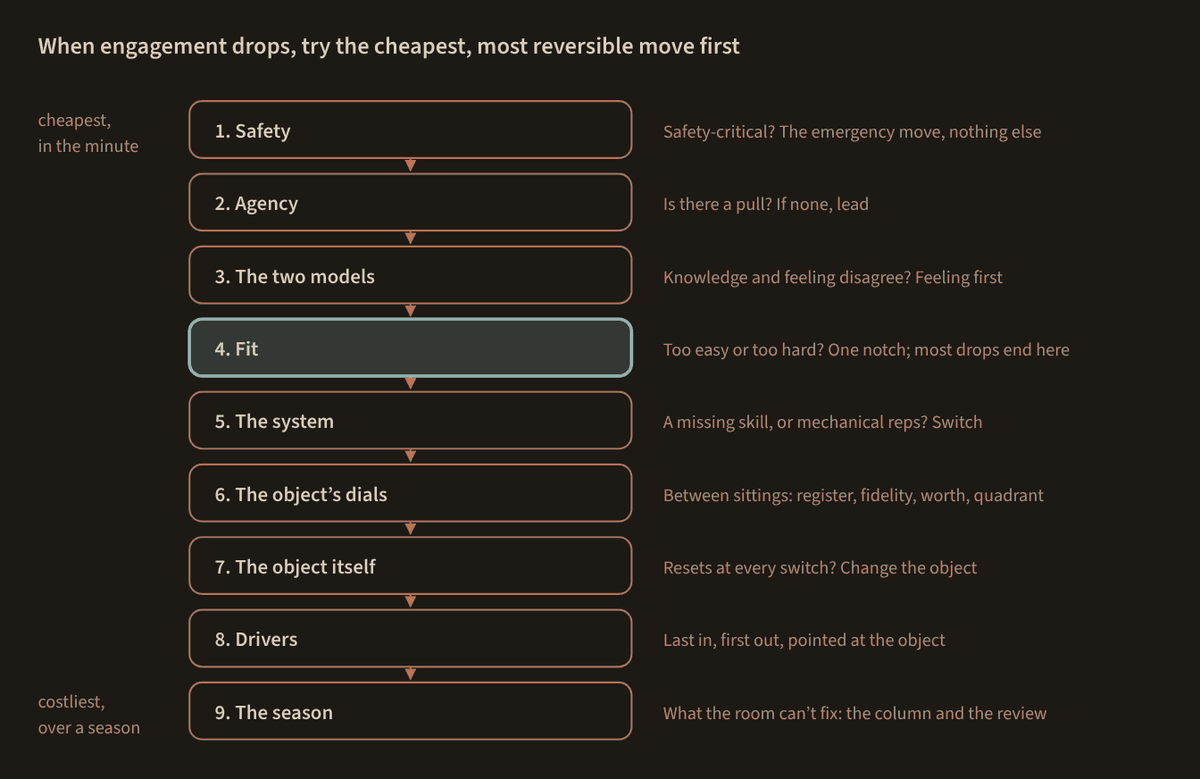 When engagement drops, try the cheapest, most reversible move first
cheapest,
in the minute
1. Safety
Safety-critical? The emergency move, nothing else
2. Agency
Is there a pull? If none, lead
3. The two models
Knowledge and feeling disagree? Feeling first
4. Fit
Too easy or too hard? One notch; most drops end here
5. The system
A missing skill, or mechanical reps? Switch
6. The object’s dials
Between sittings: register, fidelity, worth, quadrant
7. The object itself
Resets at every switch? Change the object
8. Drivers
Last in, first out, pointed at the object
costliest,
over a season
9. The season
What the room can’t fix: the column and the review